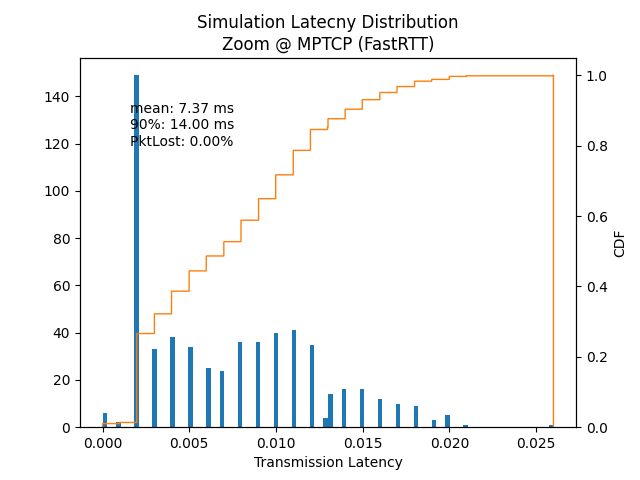 Simulation Latecny Distribution
Zoom @ MPTCP (FastRTT)
mean: 7.37 ms
90%: 14.00 ms
PktLost: 0.00%
140
120
100
80
60
40
20
0
1.0
0.8
0.6
0.4
0.2
0.0
CDF
0.000 0.005 0.010 0.015 0.020 0.025
Transmission Latency